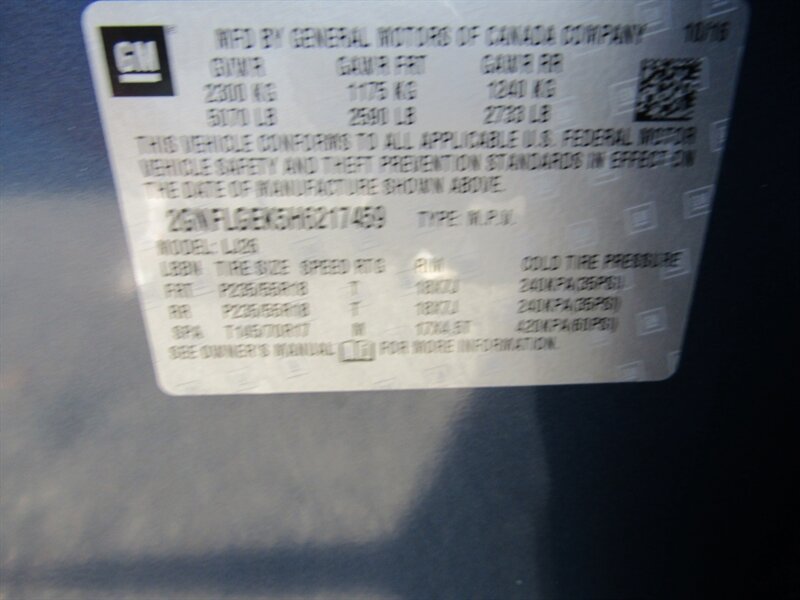 GM MFD BY GENERAL MOTORS OF CANADA COMPANY 10/16
GVWR GAWR FRT GAWR RR
2300 KG 1175 KG 1240 KG
5070 LB 2590 LB 2733 LB
THIS VEHICLE CONFORMS TO ALL APPLICABLE U.S. FEDERAL MOTOR
VEHICLE SAFETY AND THEFT PREVENTION STANDARDS IN EFFECT ON
THE DATE OF MANUFACTURE SHOWN ABOVE.
2GNFLGEK5H6217459 TYPE: M.P.V.
MODEL: LJ26
TIRE SIZE SPEED RTG RIM COLD TIRE PRESSURE
FRT P235/55R18 T 18X7J 240KPA(35PSI)
RR P235/55R18 T 18X7J 240KPA(35PSI)
SPA T145/70R17 M 17X4.5T 420KPA(60PSI)
SEE OWNER'S MANUAL FOR MORE INFORMATION.